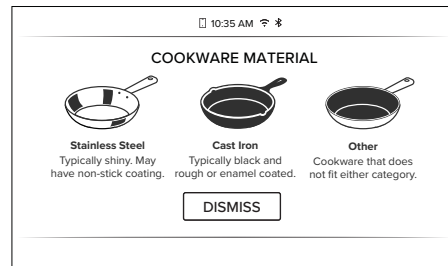 10:35 AM
COOKWARE MATERIAL
Stainless Steel
Typically shiny. May
have non-stick coating.
Cast Iron
Typically black and
rough or enamel coated.
Other
Cookware that does
not fit either category.
DISMISS